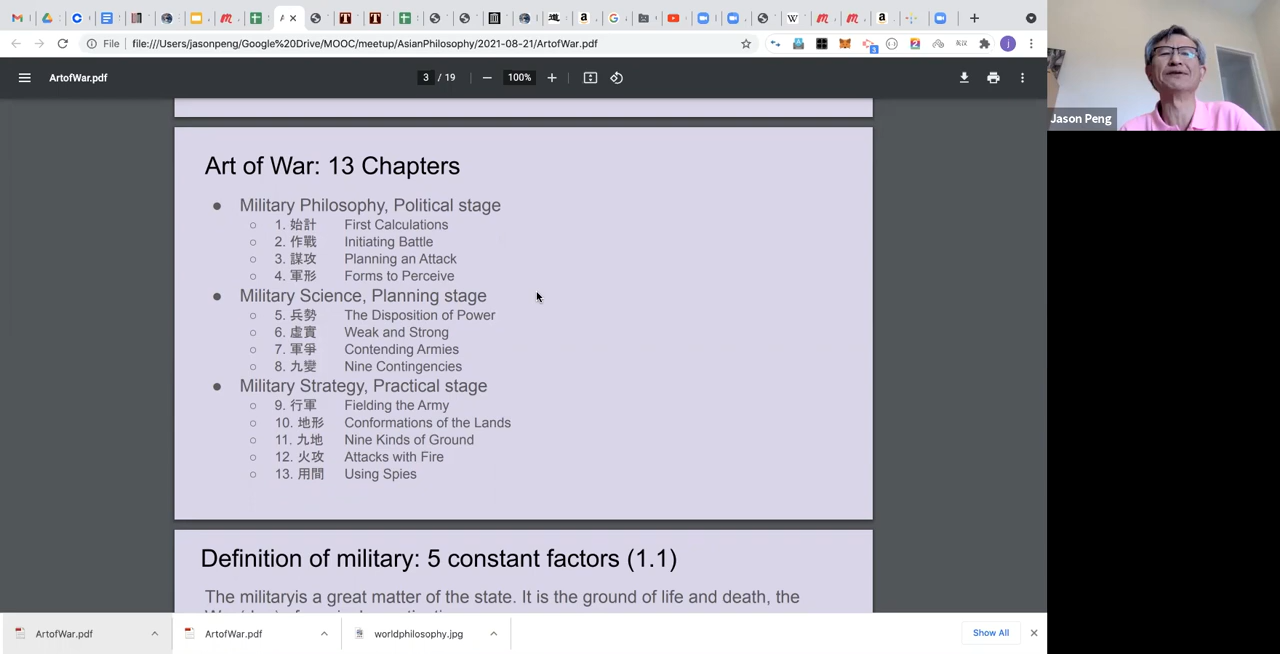 File
file:///Users/jasonpeng/Google%20Drive/MOOC/meetup/AsianPhilosophy/2021-08-21/ArtofWar.pdf
ArtofWar.pdf
3 / 19
100%
Jason Peng
Art of War: 13 Chapters
Military Philosophy, Political stage
1. 始計 First Calculations
2. 作戰 Initiating Battle
3. 謀攻 Planning an Attack
4. 軍形 Forms to Perceive
Military Science, Planning stage
5. 兵勢 The Disposition of Power
6. 虛實 Weak and Strong
7. 軍爭 Contending Armies
8. 九變 Nine Contingencies
Military Strategy, Practical stage
9. 行軍 Fielding the Army
10. 地形 Conformations of the Lands
11. 九地 Nine Kinds of Ground
12. 火攻 Attacks with Fire
13. 用間 Using Spies
Definition of military: 5 constant factors (1.1)
The militaryis a great matter of the state. It is the ground of life and death, the
ArtofWar.pdf
ArtofWar.pdf
worldphilosophy.jpg
Show All